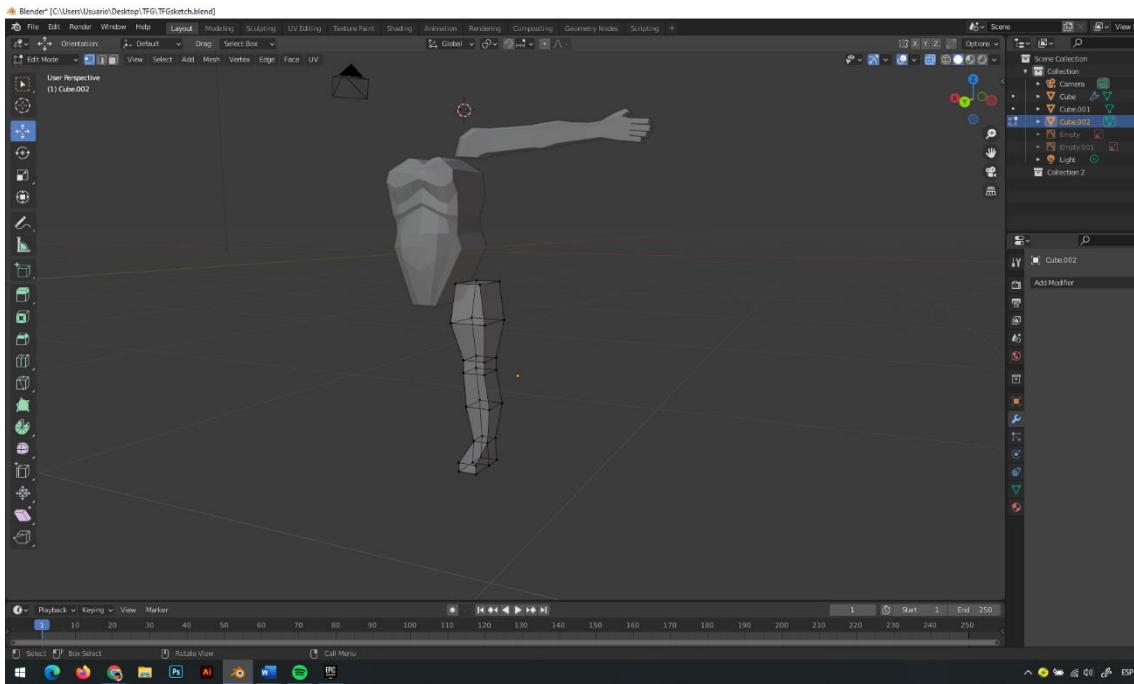 Blender* [C:\Users\Usuario\Desktop\TFG\TFGsketch.blend]
File Edit Render Window Help Layout Modeling Sculpting UV Editing Texture Paint Shading Animation Rendering Compositing Geometry Nodes Scripting + Scene View
Orientation: Default Drag: Select Box Global X Y Z Options
Edit Mode View Select Add Mesh Vertex Edge Face UV
User Perspective
(1) Cube.002
Z
X
Y
Scene Collection
Collection
Camera
Cube
Cube.001
Cube.002
Empty
Empty.001
Light
Collection 2
Cube.002
Add Modifier
Playback Keying View Marker 1 Start 1 End 250
1 10 20 30 40 50 60 70 80 90 100 110 120 130 140 150 160 170 180 190 200 210 220 230 240 250
Select Box Select Rotate View Call Menu
Ps Ai W EPIC ESP